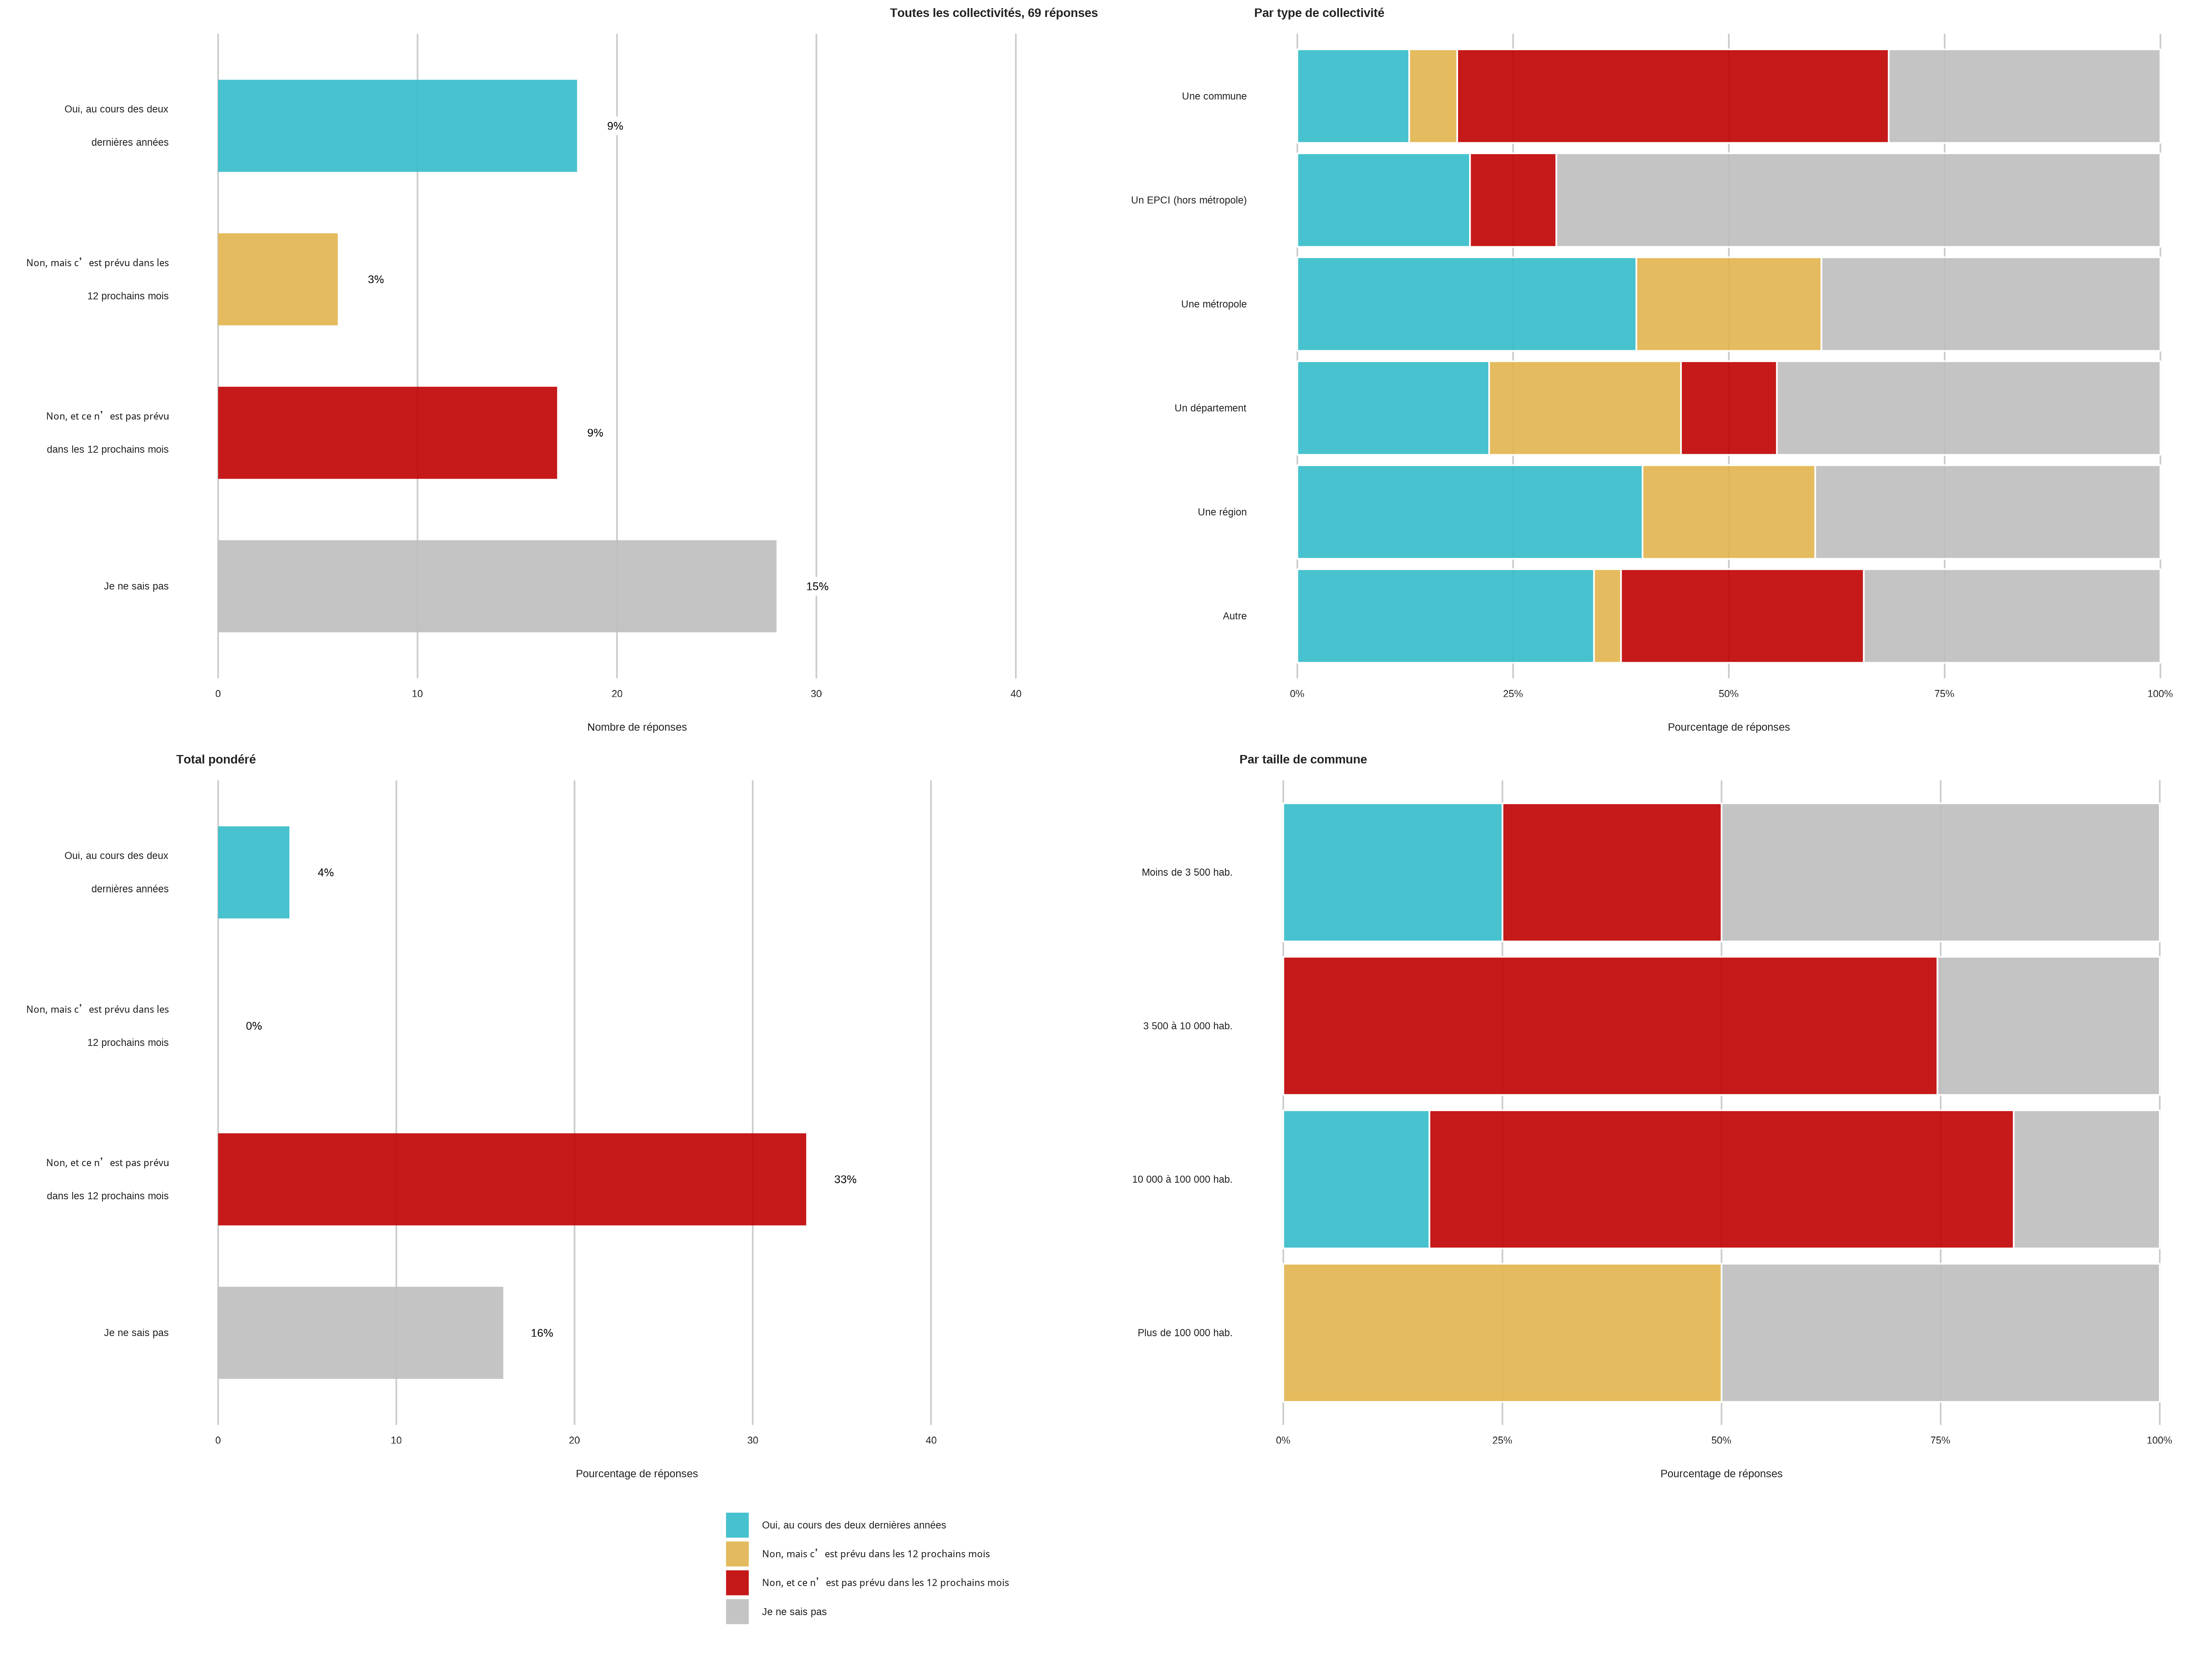 Toutes les collectivités, 69 réponses
Oui, au cours des deux
dernières années
9%
Non, mais c’est prévu dans les
12 prochains mois
3%
Non, et ce n’est pas prévu
dans les 12 prochains mois
9%
Je ne sais pas
15%
0 10 20 30 40
Nombre de réponses
Par type de collectivité
Une commune
Un EPCI (hors métropole)
Une métropole
Un département
Une région
Autre
0% 25% 50% 75% 100%
Pourcentage de réponses
Total pondéré
Oui, au cours des deux
dernières années
4%
Non, mais c’est prévu dans les
12 prochains mois
0%
Non, et ce n’est pas prévu
dans les 12 prochains mois
33%
Je ne sais pas
16%
0 10 20 30 40
Pourcentage de réponses
Par taille de commune
Moins de 3 500 hab.
3 500 à 10 000 hab.
10 000 à 100 000 hab.
Plus de 100 000 hab.
0% 25% 50% 75% 100%
Pourcentage de réponses
Oui, au cours des deux dernières années
Non, mais c’est prévu dans les 12 prochains mois
Non, et ce n’est pas prévu dans les 12 prochains mois
Je ne sais pas